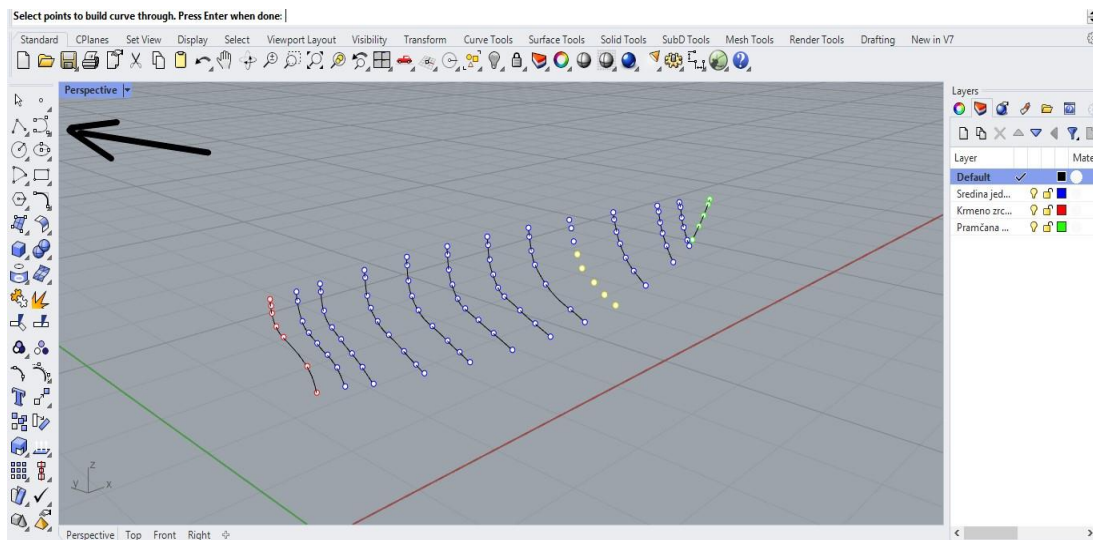 Select points to build curve through. Press Enter when done:
Standard CPlanes Set View Display Select Viewport Layout Visibility Transform Curve Tools Surface Tools Solid Tools SubD Tools Mesh Tools Render Tools Drafting New in V7
Perspective
Layers
Layer Mate
Default
Sredina jed...
Krmeno zrc...
Pramčana ...
z
y x
Perspective Top Front Right